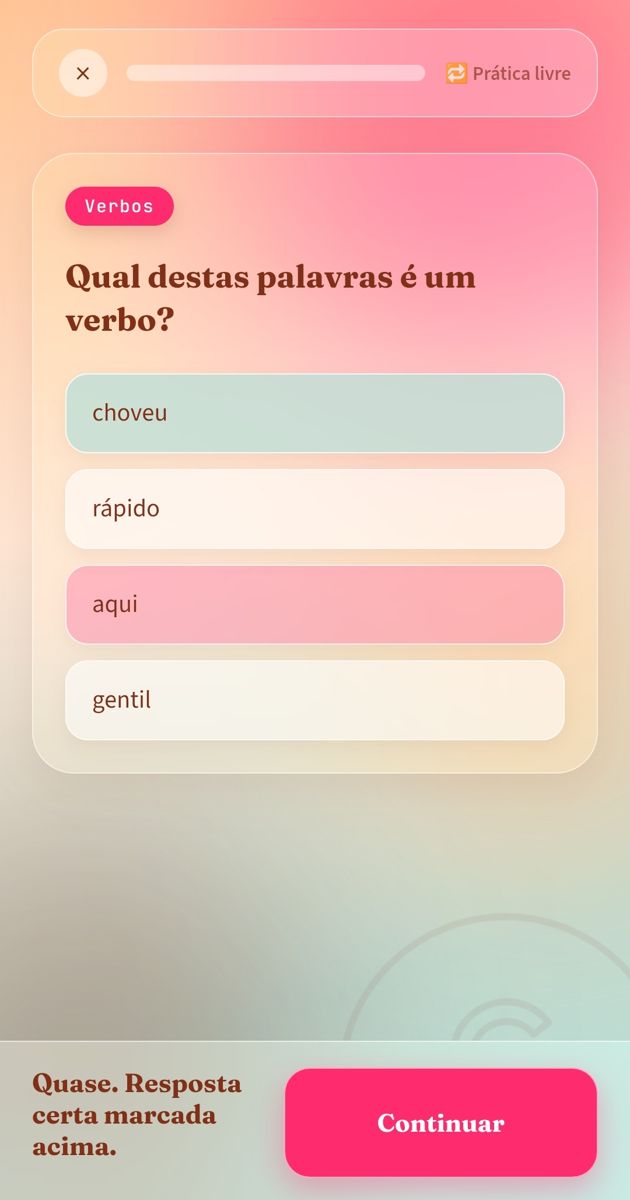 × 🔁 Prática livre
Verbos
Qual destas palavras é um
verbo?
choveu
rápido
aqui
gentil
Quase. Resposta
certa marcada
acima.
Continuar